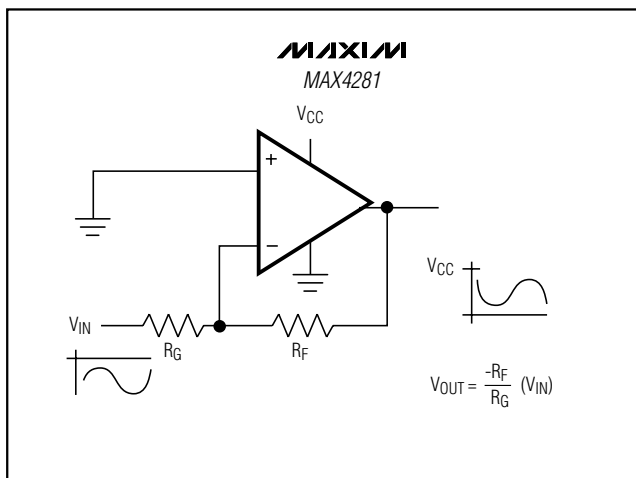 MAXIM
MAX4281
VCC
+
−
VCC
VIN
RG
RF
VOUT = -RF/RG (VIN)